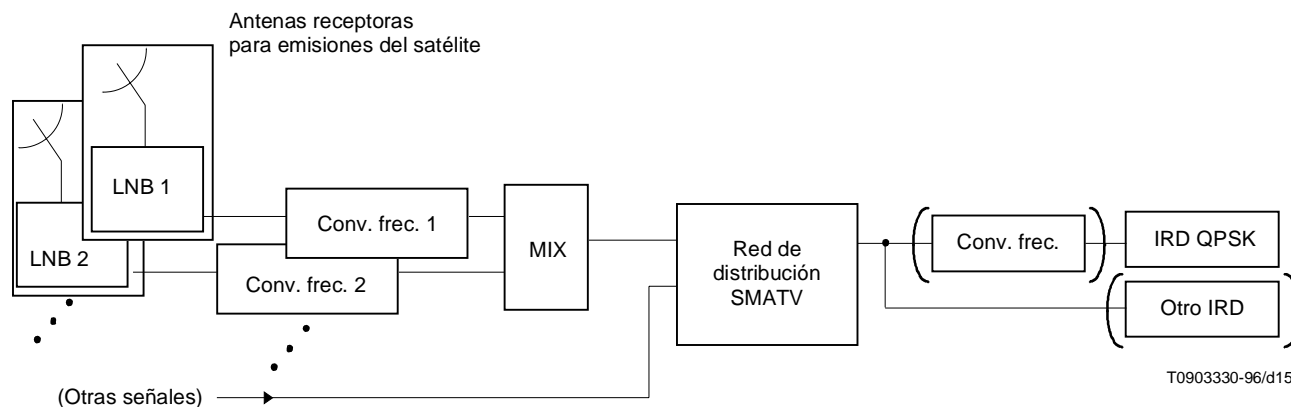 Antenas receptoras
para emisiones del satélite
LNB 1
LNB 2
Conv. frec. 1
Conv. frec. 2
MIX
Red de
distribución
SMATV
Conv. frec.
IRD QPSK
Otro IRD
(Otras señales)
T0903330-96/d15